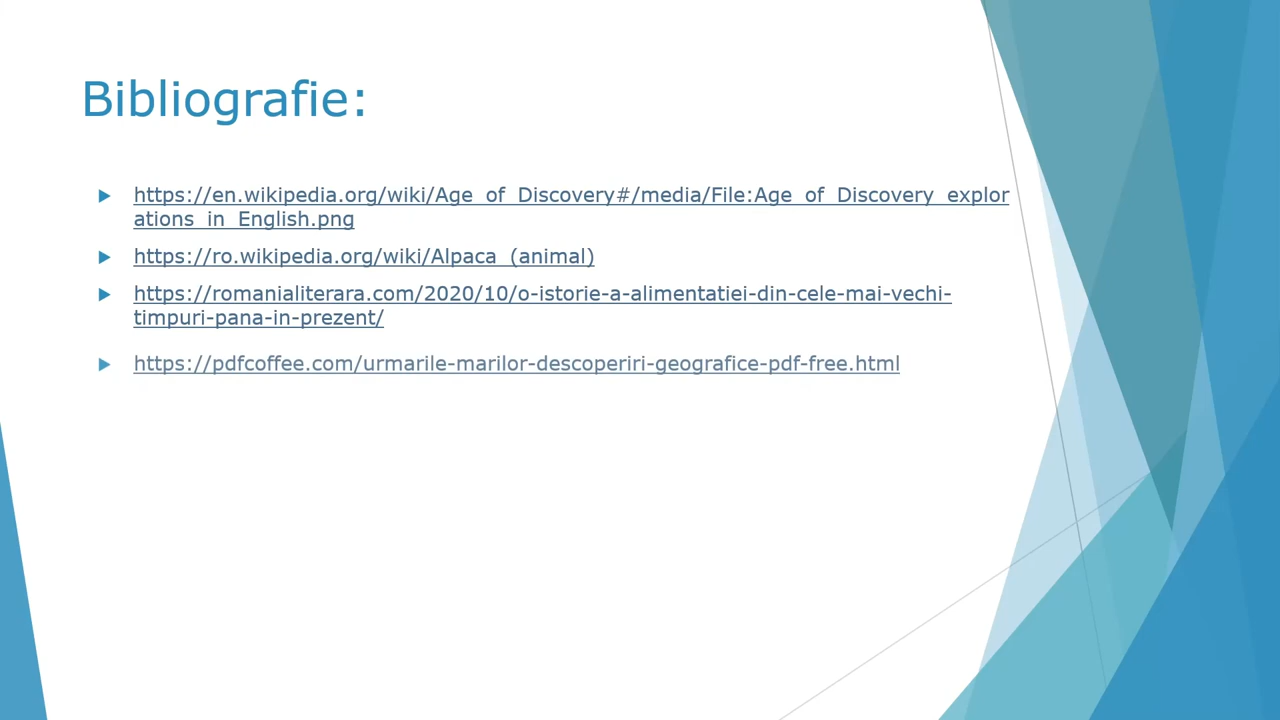 Bibliografie:
https://en.wikipedia.org/wiki/Age_of_Discovery#/media/File:Age_of_Discovery_explor
ations_in_English.png
https://ro.wikipedia.org/wiki/Alpaca_(animal)
https://romanialiterara.com/2020/10/o-istorie-a-alimentatiei-din-cele-mai-vechi-
timpuri-pana-in-prezent/
https://pdfcoffee.com/urmarile-marilor-descoperiri-geografice-pdf-free.html